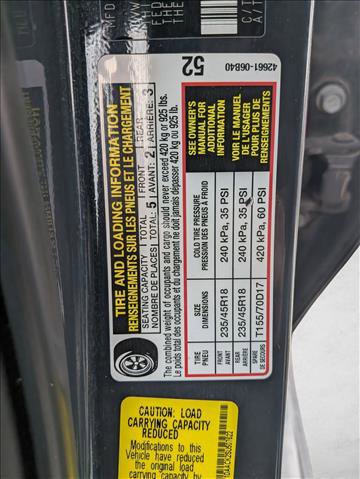 MFD
C/T
A/T
TIRE AND LOADING INFORMATION
RENSEIGNEMENTS SUR LES PNEUS ET LE CHARGEMENT
SEATING CAPACITY | TOTAL: | FRONT | REAR
NOMBRE DE PLACES | TOTAL: 5 | AVANT: 2 | ARRIÈRE: 3
The combined weight of occupants and cargo should never exceed 420 kg or 925 lbs.
Le poids total des occupants et du chargement ne doit jamais dépasser 420 kg ou 925 lb.
TIRE PNEU
SIZE DIMENSIONS
COLD TIRE PRESSURE PRESSION DES PNEUS À FROID
FRONT AVANT
235/45R18
240 kPa, 35 PSI
REAR ARRIÈRE
235/45R18
240 kPa, 35 PSI
SPARE DE SECOURS
T155/70D17
420 kPa, 60 PSI
SEE OWNER'S
MANUAL FOR
ADDITIONAL
INFORMATION
VOIR LE MANUEL
DE L'USAGER
POUR PLUS DE
RENSEIGNEMENTS
52
42661-06B40
CAUTION: LOAD
CARRYING CAPACITY
REDUCED
Modifications to this
Vehicle have reduced
the original load